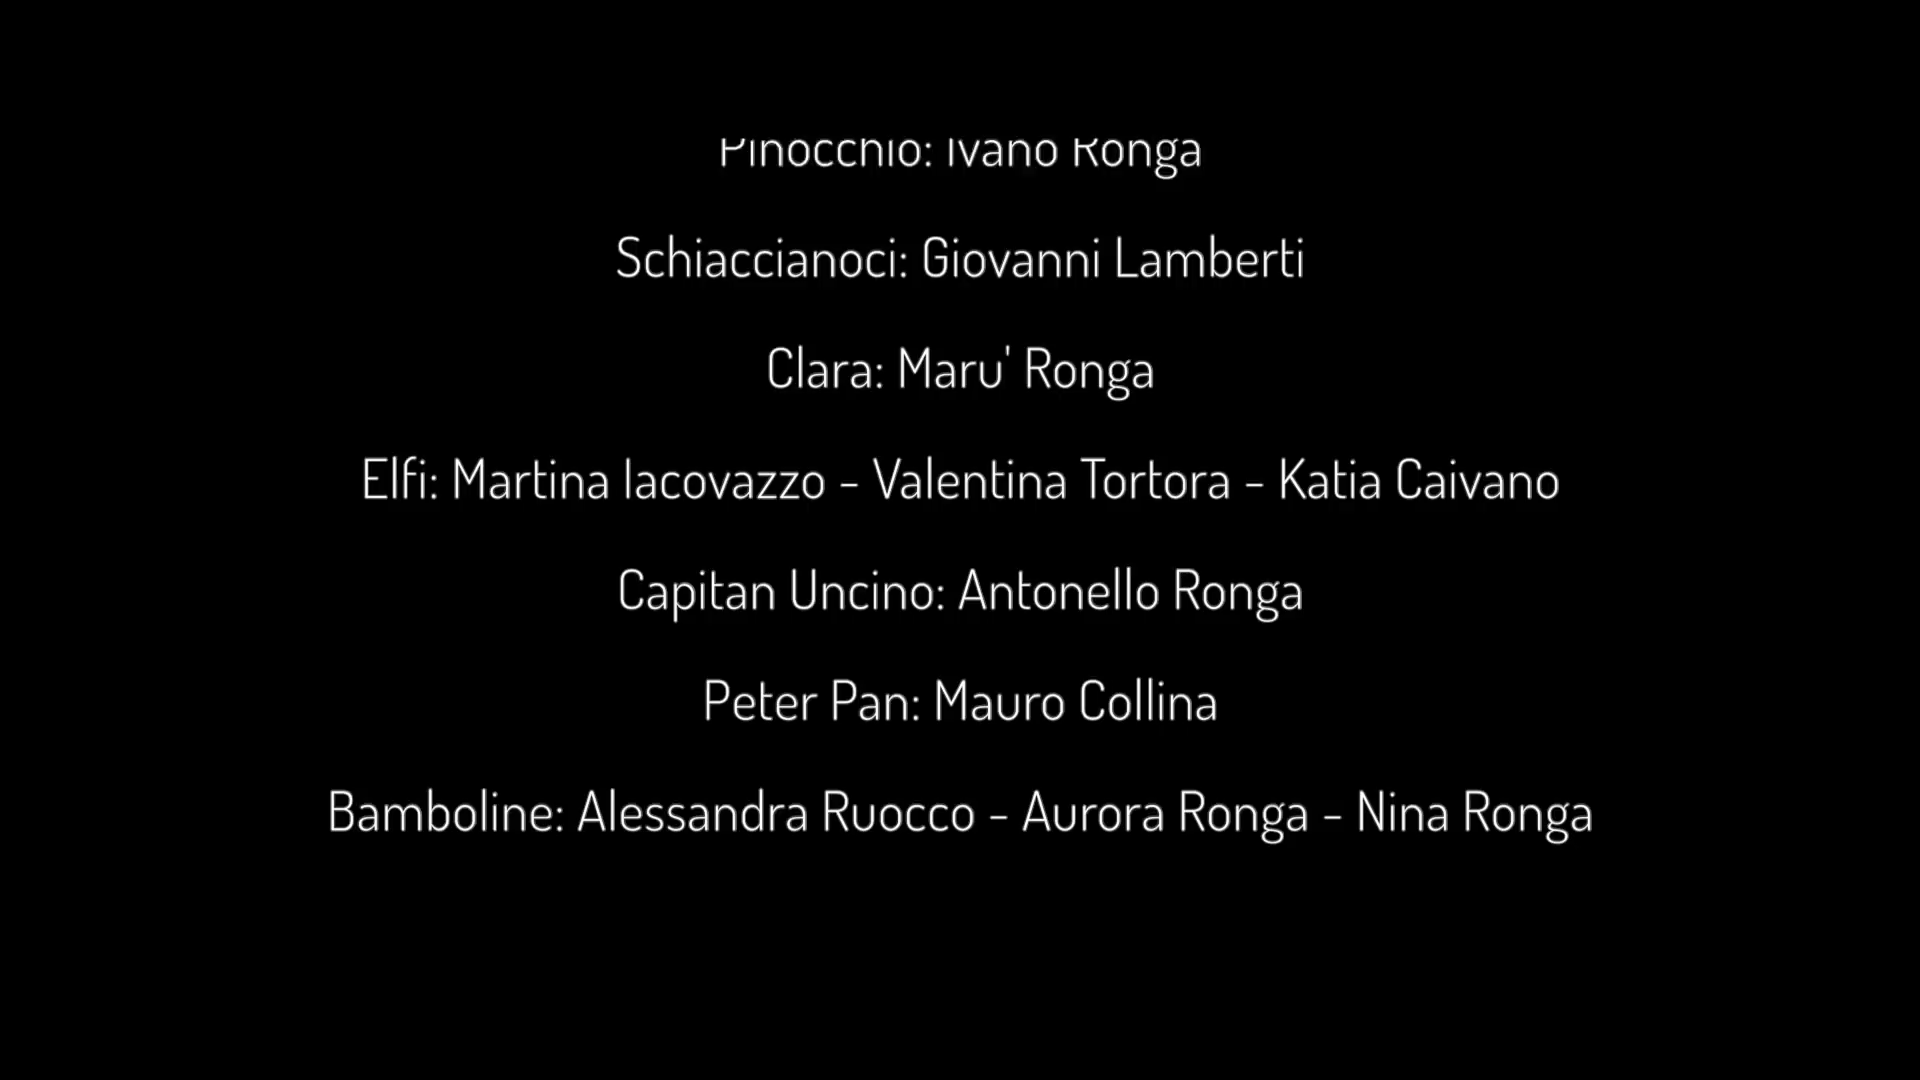 Pinocchio: Ivano Ronga
Schiaccianoci: Giovanni Lamberti
Clara: Maru' Ronga
Elfi: Martina Iacovazzo - Valentina Tortora - Katia Caivano
Capitan Uncino: Antonello Ronga
Peter Pan: Mauro Collina
Bamboline: Alessandra Ruocco - Aurora Ronga - Nina Ronga